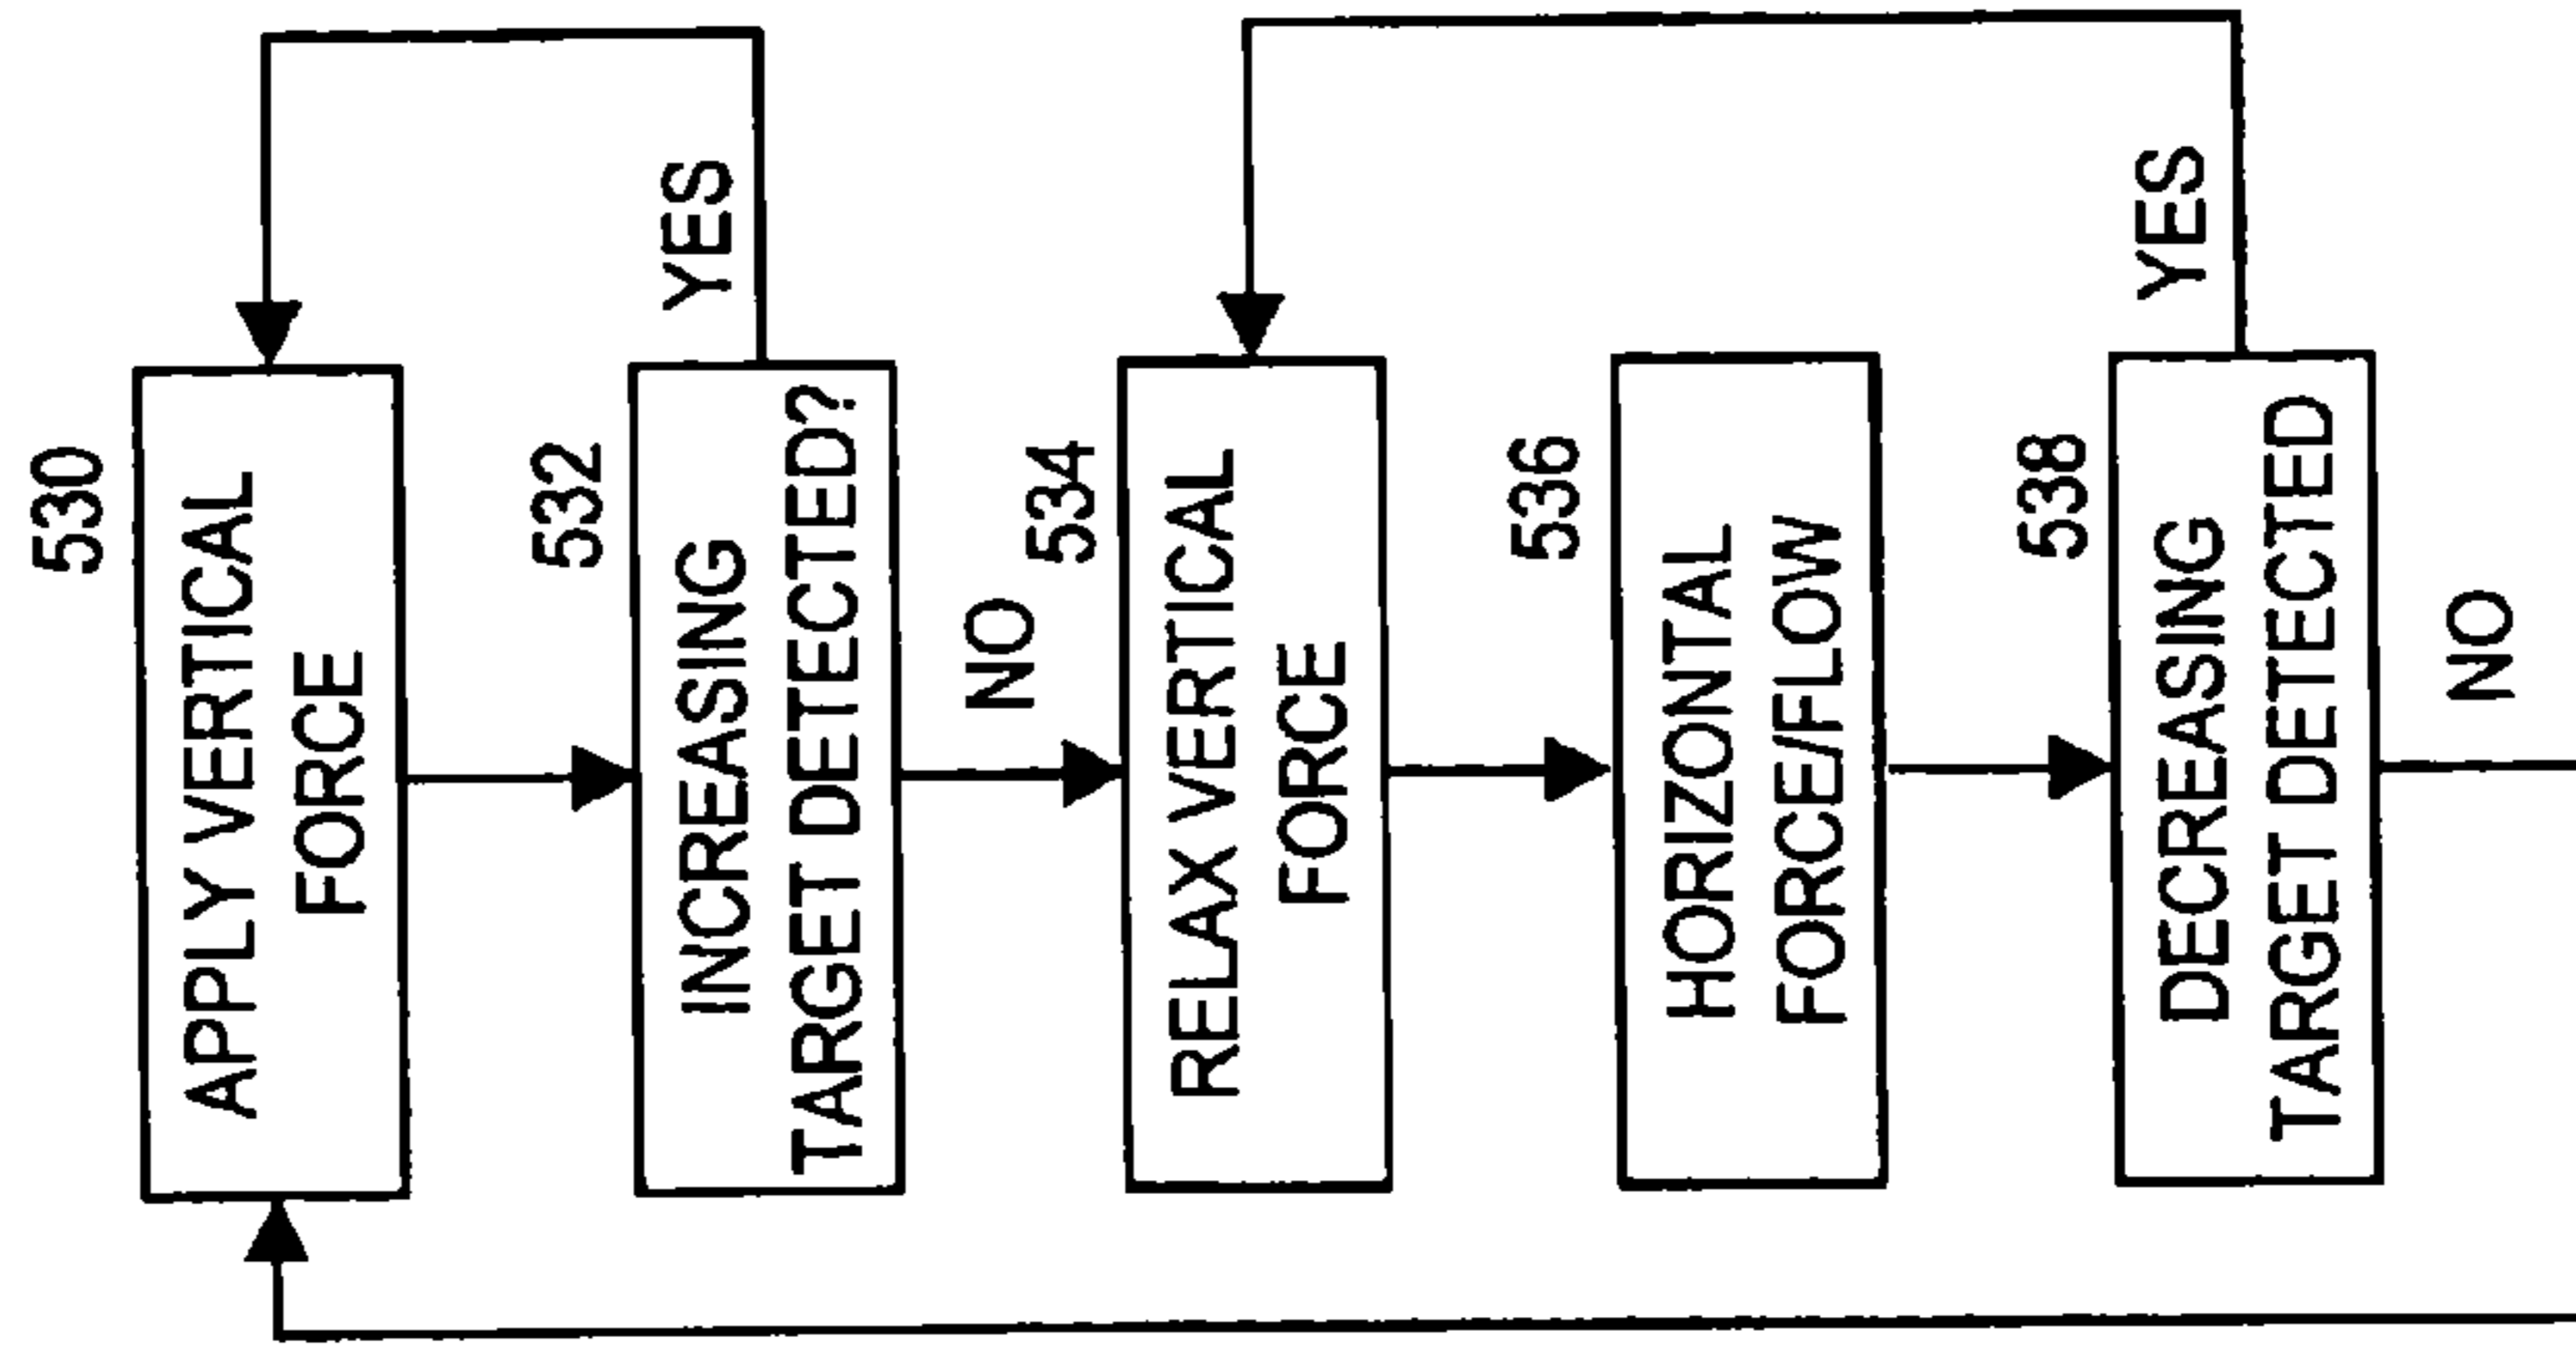 530
APPLY VERTICAL
FORCE
532
INCREASING
TARGET DETECTED?
YES
NO
534
RELAX VERTICAL
FORCE
536
HORIZONTAL
FORCE/FLOW
538
DECREASING
TARGET DETECTED
YES
NO